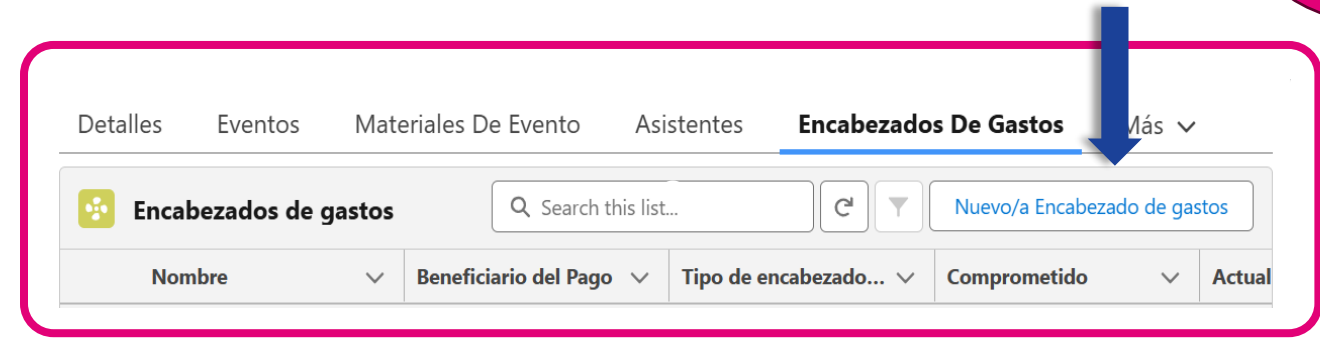 Detalles Eventos Materiales De Evento Asistentes Encabezados De Gastos Más
Encabezados de gastos Search this list... Nuevo/a Encabezado de gastos
Nombre Beneficiario del Pago Tipo de encabezado... Comprometido Actual